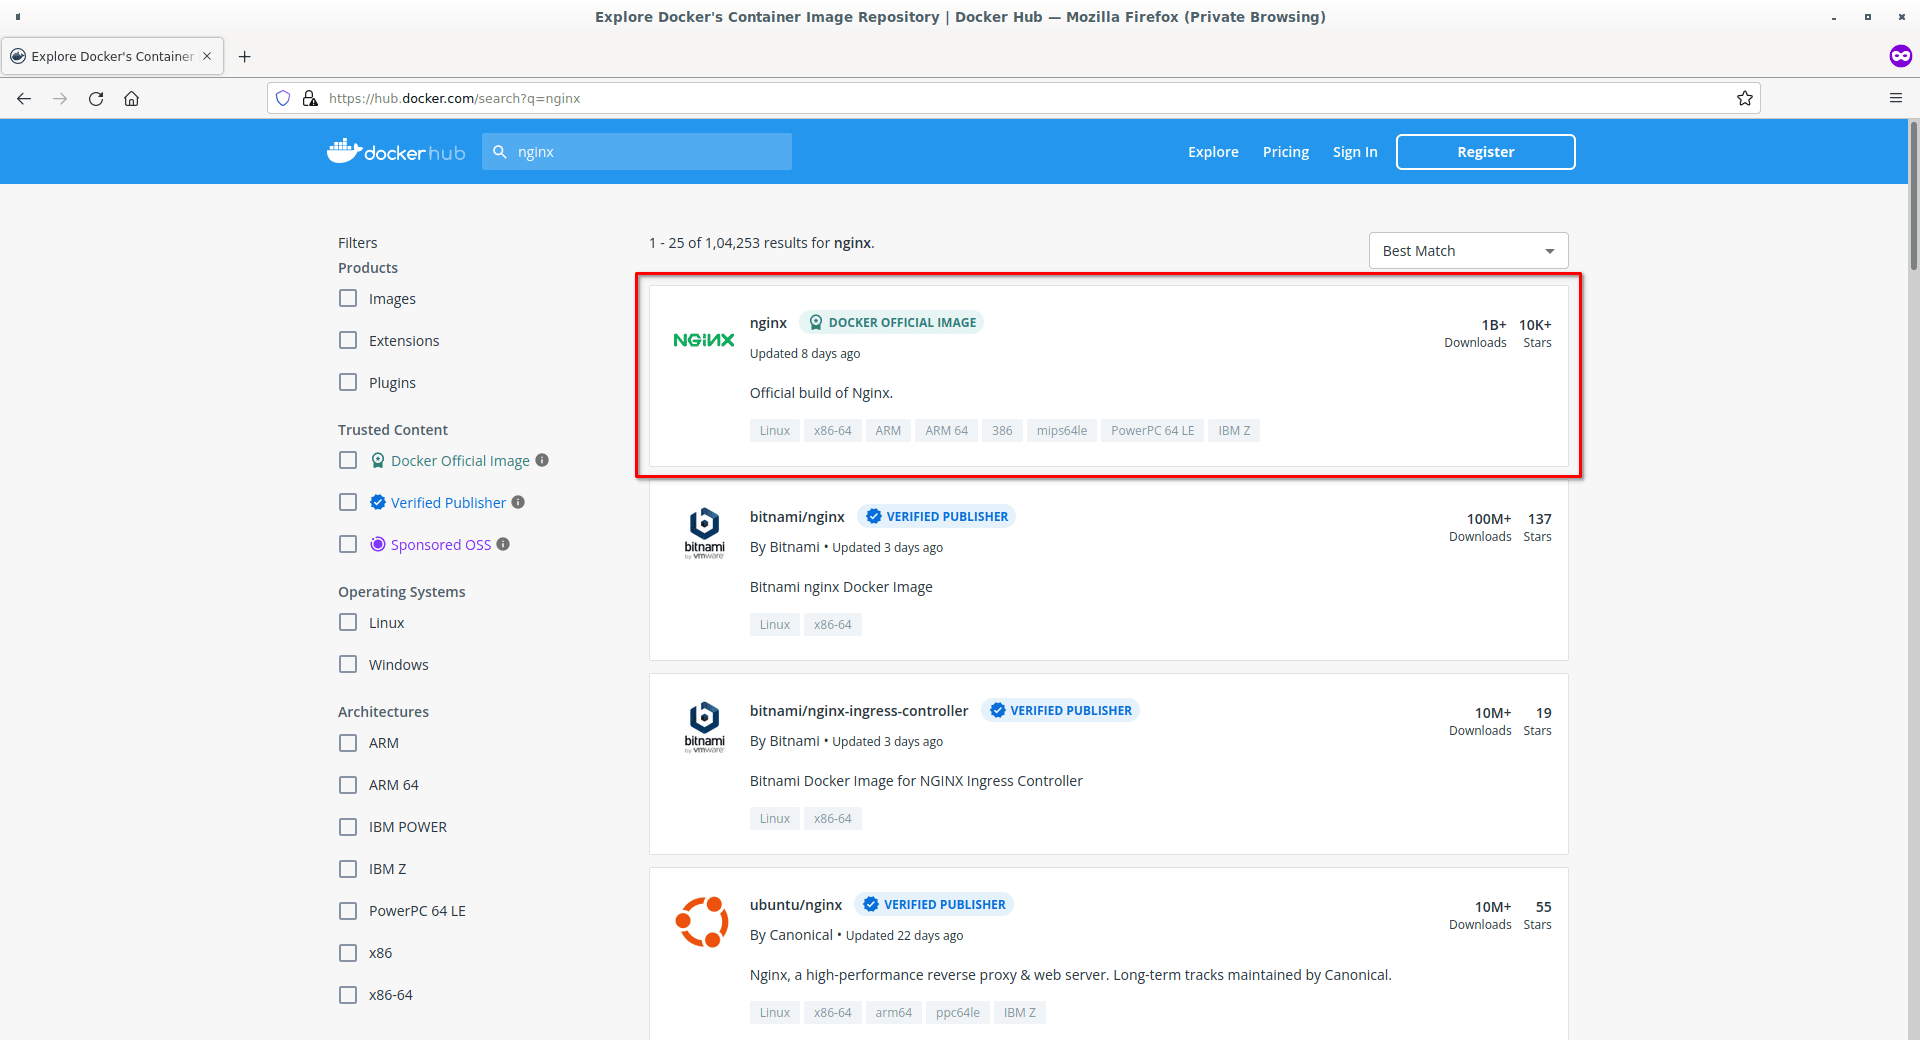 Explore Docker's Container Image Repository | Docker Hub — Mozilla Firefox (Private Browsing)
Explore Docker's Container
https://hub.docker.com/search?q=nginx
dockerhub
nginx
Explore
Pricing
Sign In
Register
Filters
Products
Images
Extensions
Plugins
Trusted Content
Docker Official Image
Verified Publisher
Sponsored OSS
Operating Systems
Linux
Windows
Architectures
ARM
ARM 64
IBM POWER
IBM Z
PowerPC 64 LE
x86
x86-64
1 - 25 of 1,04,253 results for nginx.
Best Match
NGINX
nginx DOCKER OFFICIAL IMAGE
Updated 8 days ago
Official build of Nginx.
Linux x86-64 ARM ARM 64 386 mips64le PowerPC 64 LE IBM Z
1B+ 10K+
Downloads Stars
bitnami
by vmware
bitnami/nginx VERIFIED PUBLISHER
By Bitnami • Updated 3 days ago
Bitnami nginx Docker Image
Linux x86-64
100M+ 137
Downloads Stars
bitnami
by vmware
bitnami/nginx-ingress-controller VERIFIED PUBLISHER
By Bitnami • Updated 3 days ago
Bitnami Docker Image for NGINX Ingress Controller
Linux x86-64
10M+ 19
Downloads Stars
ubuntu/nginx VERIFIED PUBLISHER
By Canonical • Updated 22 days ago
Nginx, a high-performance reverse proxy & web server. Long-term tracks maintained by Canonical.
Linux x86-64 arm64 ppc64le IBM Z
10M+ 55
Downloads Stars